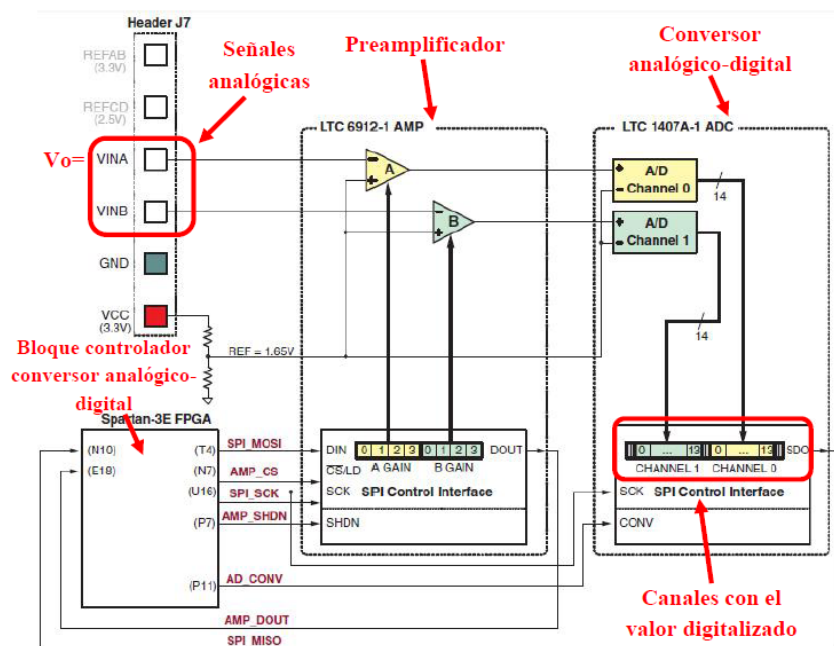 Header J7
REFAB
(3.3V)
REFCD
(2.5V)
Vo=
VINA
VINB
GND
VCC
(3.3V)
Señales
analógicas
Preamplificador
Conversor
analógico-digital
LTC 6912-1 AMP
LTC 1407A-1 ADC
A
B
A/D
Channel 0
A/D
Channel 1
14
14
REF = 1.65V
Bloque controlador
conversor analógico-
digital
Spartan-3E FPGA
(N10)
(E18)
(T4)
(N7)
(U16)
(P7)
(P11)
SPI_MOSI
AMP_CS
SPI_SCK
AMP_SHDN
AD_CONV
AMP_DOUT
SPI_MISO
DIN
0 1 2 3 0 1 2 3
DOUT
CS/LD
A GAIN
B GAIN
SCK
SPI Control Interface
SHDN
0 ... 13 0 ... 13
SDO
CHANNEL 1
CHANNEL 0
SCK
SPI Control Interface
CONV
Canales con el
valor digitalizado